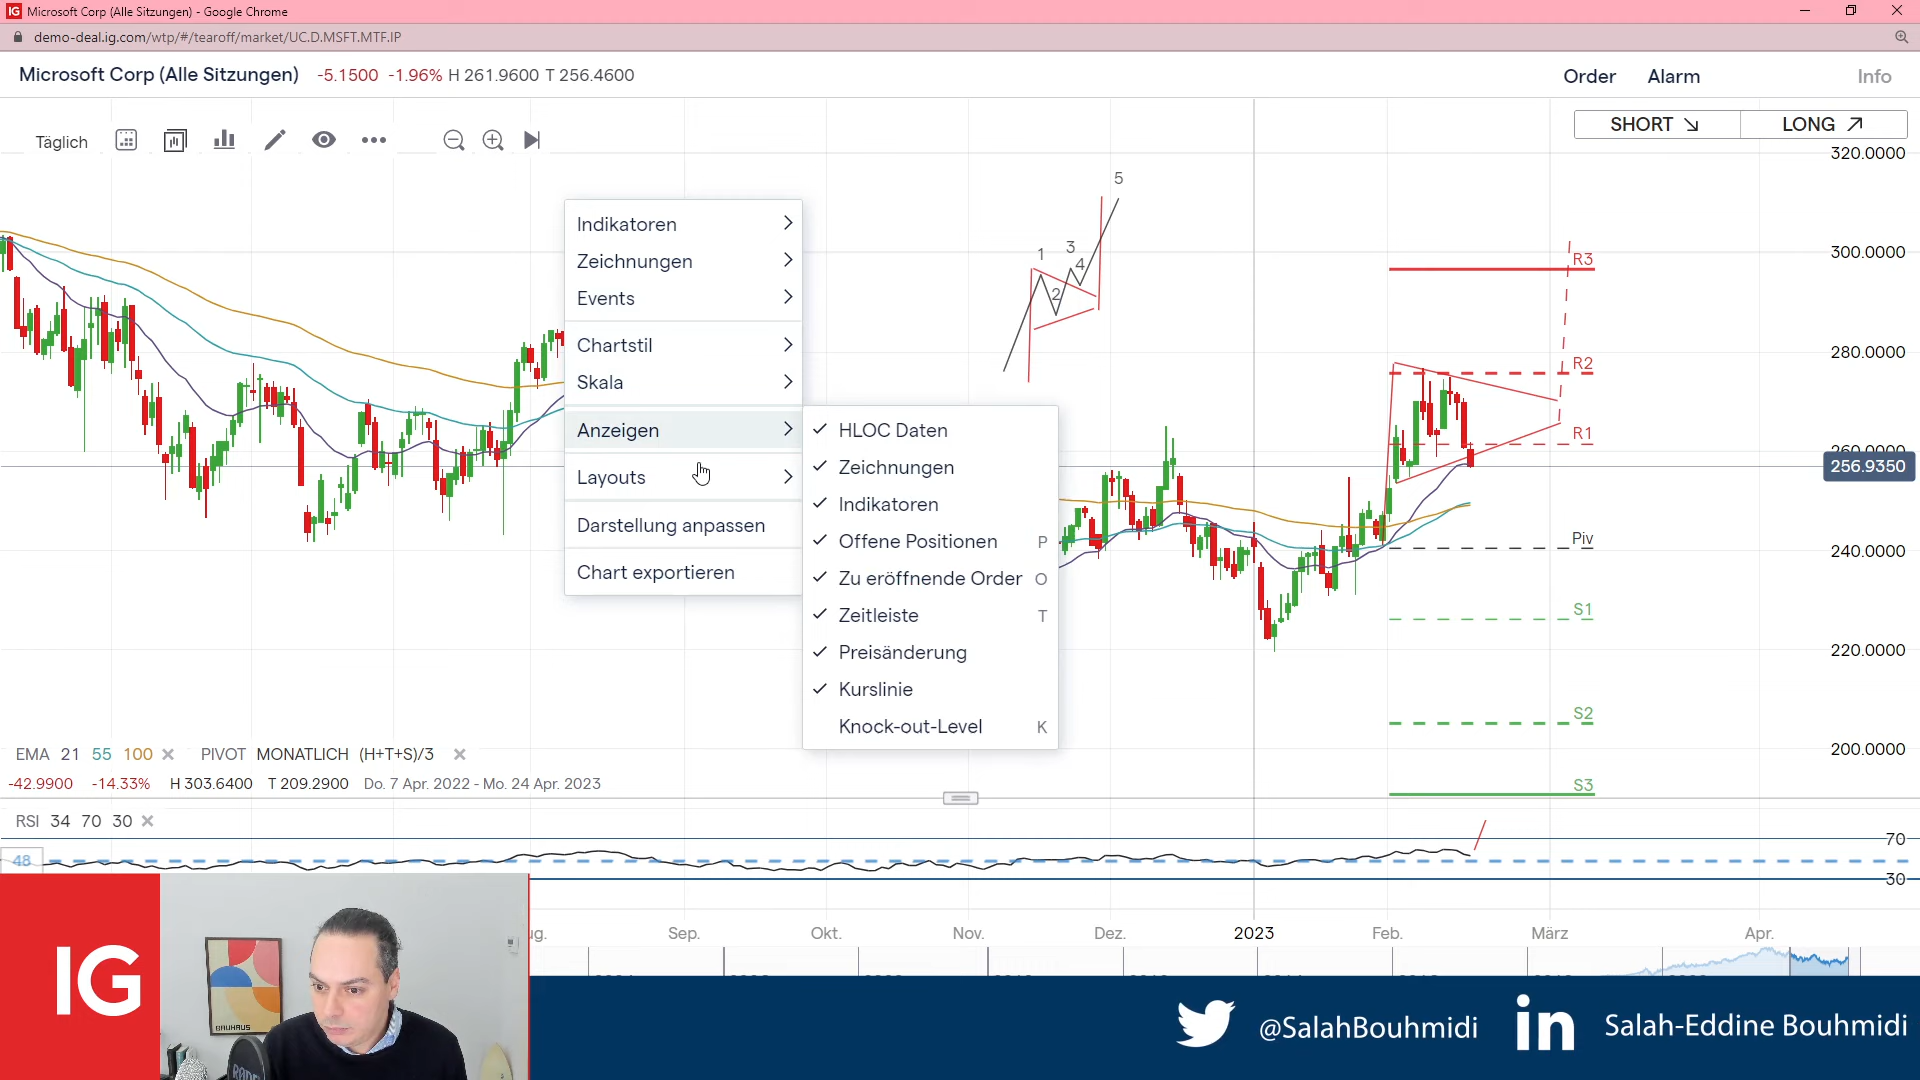 IG Microsoft Corp (Alle Sitzungen) - Google Chrome
demo-deal.ig.com/wtp/#/tearoff/market/UC.D.MSFT.MTF.IP
Microsoft Corp (Alle Sitzungen) -5.1500 -1.96% H 261.9600 T 256.4600
Order Alarm Info
Täglich
SHORT LONG
320.0000
300.0000
280.0000
256.9350
240.0000
220.0000
200.0000
Indikatoren
Zeichnungen
Events
Chartstil
Skala
Anzeigen
Layouts
Darstellung anpassen
Chart exportieren
HLOC Daten
Zeichnungen
Indikatoren
Offene Positionen P
Zu eröffnende Order O
Zeitleiste T
Preisänderung
Kurslinie
Knock-out-Level K
1
2
3
4
5
R3
R2
R1
Piv
S1
S2
S3
EMA 21 55 100 PIVOT MONATLICH (H+T+S)/3
-42.9900 -14.33% H 303.6400 T 209.2900 Do. 7 Apr. 2022 - Mo. 24 Apr. 2023
RSI 34 70 30
70
48
30
ug. Sep. Okt. Nov. Dez. 2023 Feb. März Apr.
IG
BAUHAUS
@SalahBouhmidi
in Salah-Eddine Bouhmidi